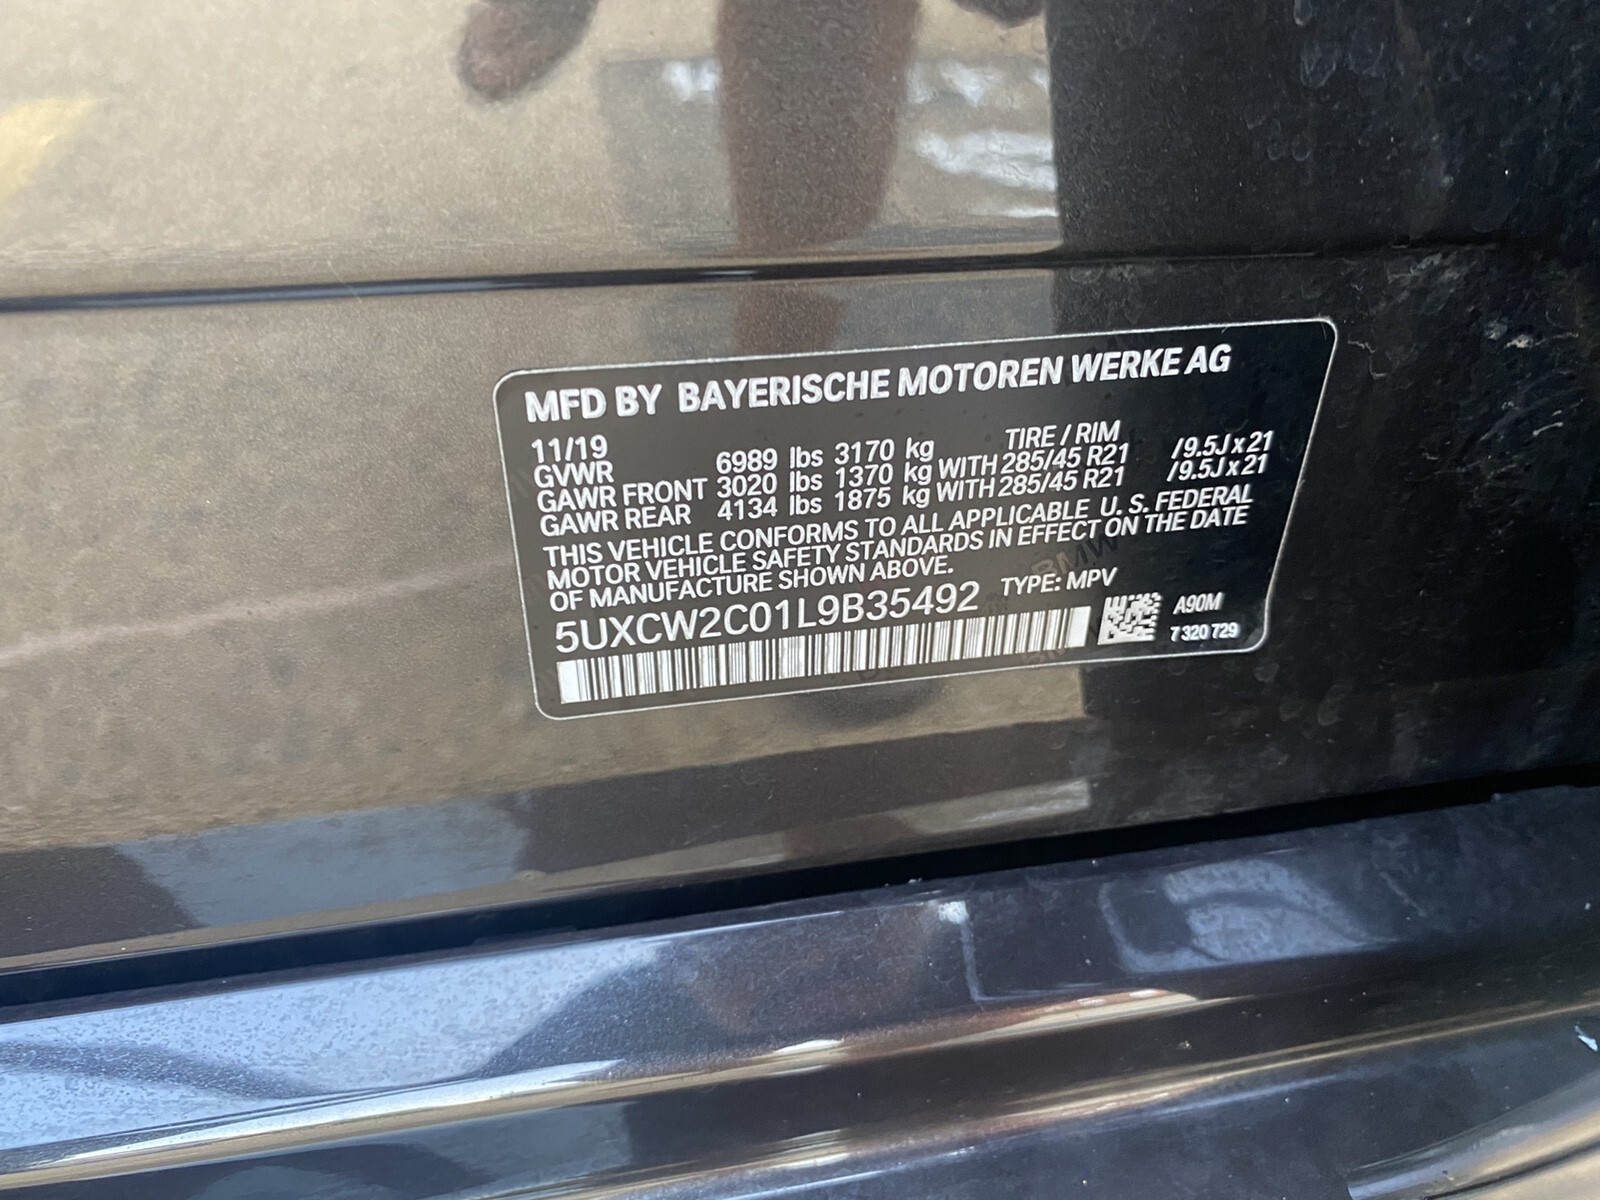 MFD BY BAYERISCHE MOTOREN WERKE AG
11/19 TIRE / RIM
GVWR 6989 lbs 3170 kg
GAWR FRONT 3020 lbs 1370 kg WITH 285/45 R21 /9.5J x 21
GAWR REAR 4134 lbs 1875 kg WITH 285/45 R21 /9.5J x 21
THIS VEHICLE CONFORMS TO ALL APPLICABLE U. S. FEDERAL
MOTOR VEHICLE SAFETY STANDARDS IN EFFECT ON THE DATE
OF MANUFACTURE SHOWN ABOVE.
5UXCW2C01L9B35492 TYPE: MPV
A90M
7 320 729
BMW